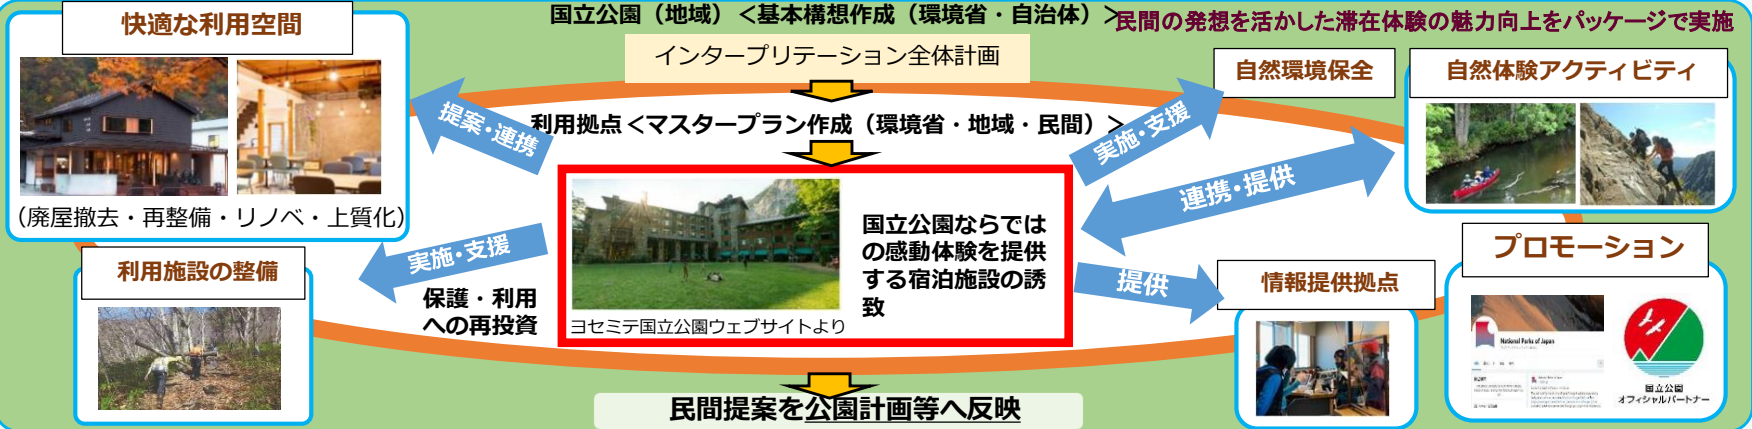 国立公園（地域）＜基本構想作成（環境省・自治体）＞
民間の発想を活かした滞在体験の魅力向上をパッケージで実施
快適な利用空間
インタープリテーション全体計画
自然環境保全
自然体験アクティビティ
提案・連携
利用拠点＜マスタープラン作成（環境省・地域・民間）＞
実施・支援
連携・提供
（廃屋撤去・再整備・リノベ・上質化）
国立公園ならでは
の感動体験を提供
する宿泊施設の誘
致
ヨセミテ国立公園ウェブサイトより
実施・支援
利用施設の整備
保護・利用
への再投資
提供
情報提供拠点
プロモーション
National Parks of Japan
国立公園
オフィシャルパートナー
民間提案を公園計画等へ反映